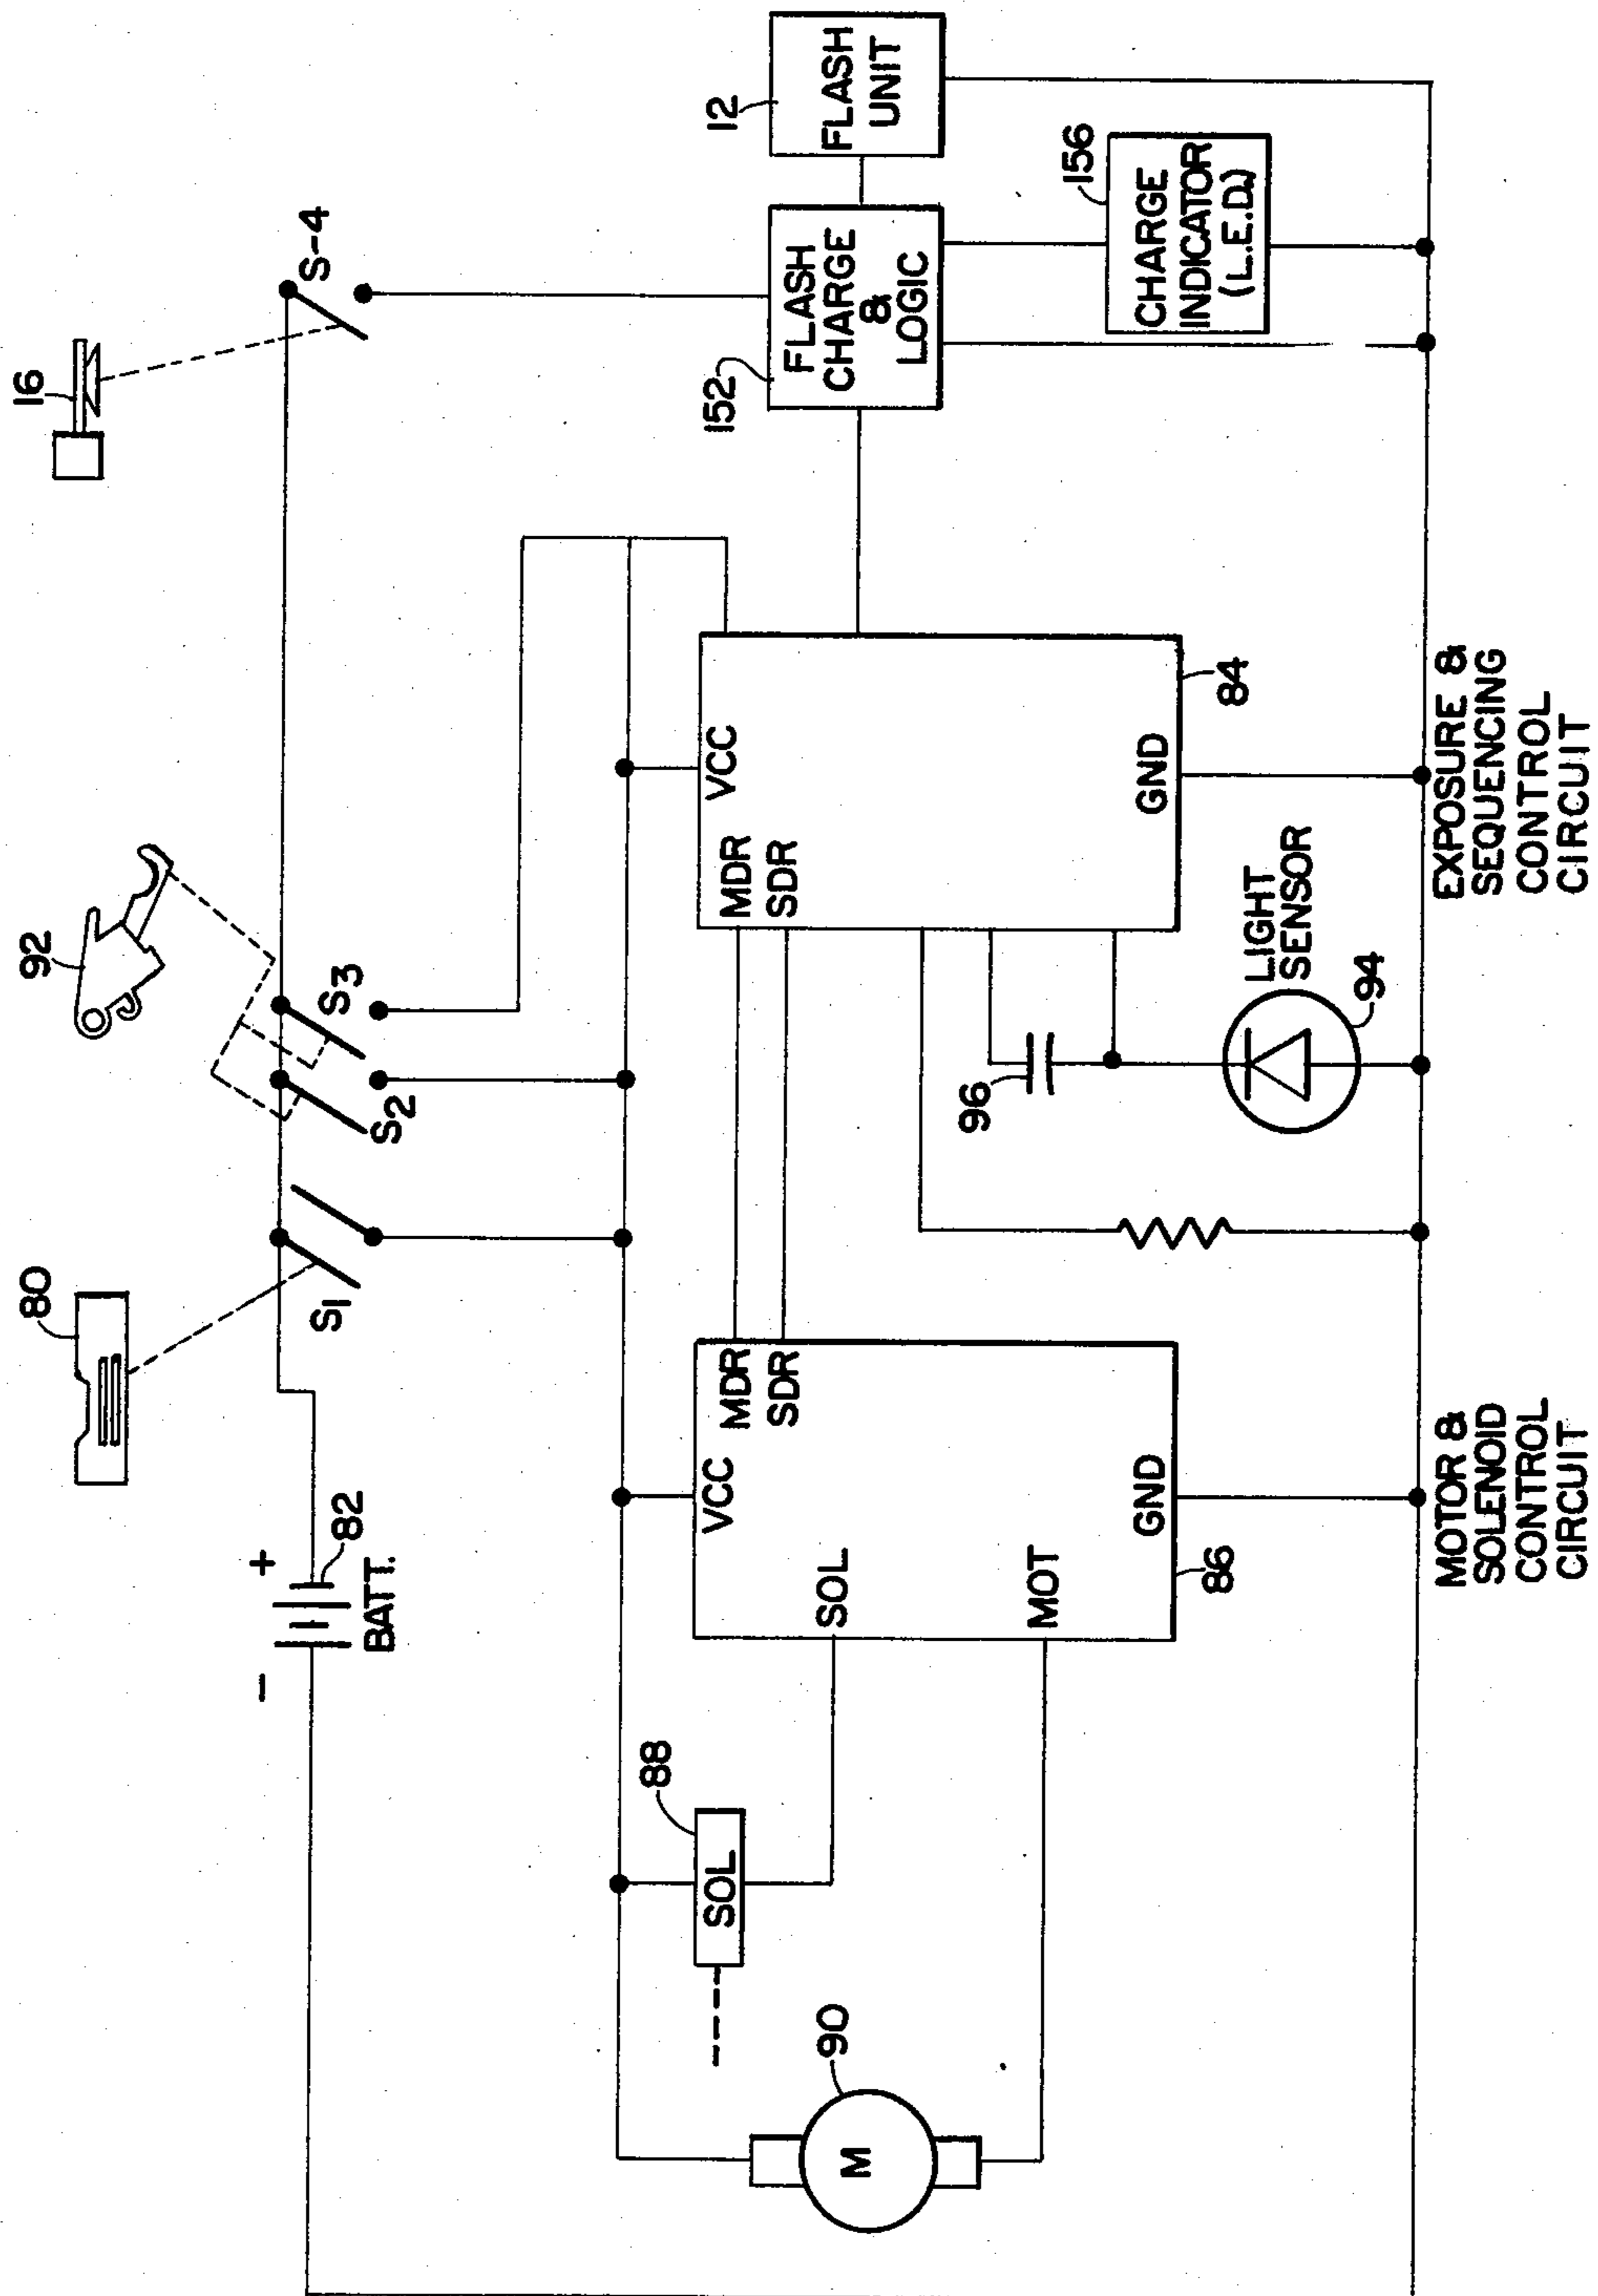 16
S-4
12
FLASH
UNIT
152
FLASH
CHARGE
&
LOGIC
156
CHARGE
INDICATOR
(L.E.D.)
92
S3
S2
80
S1
+
82
-
BATT.
VCC
MDR
SDR
GND
84
EXPOSURE &
SEQUENCING
CONTROL
CIRCUIT
96
LIGHT
SENSOR
94
VCC
MDR
SDR
SOL
MOT
GND
86
MOTOR &
SOLENOID
CONTROL
CIRCUIT
88
SOL
90
M